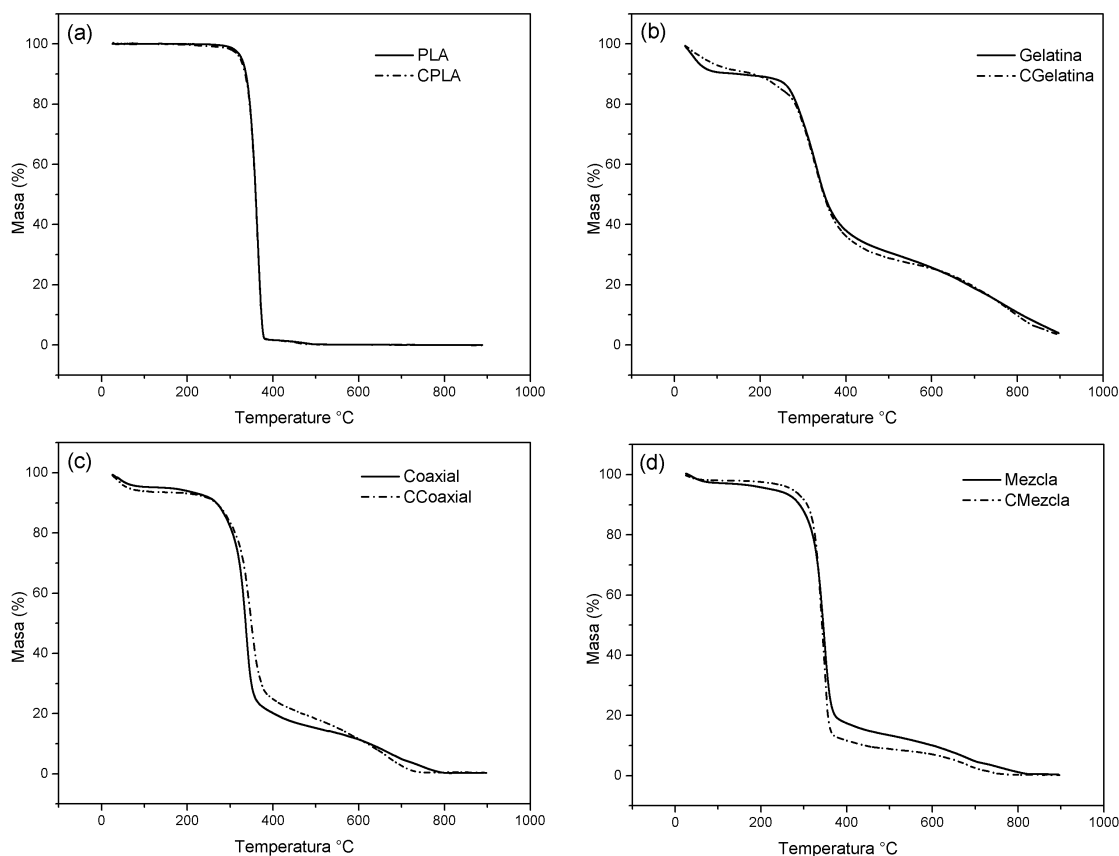 (a)
PLA
CPLA
Masa (%)
100
80
60
40
20
0
0 200 400 600 800 1000
Temperature °C
(b)
Gelatina
CGelatina
Masa (%)
100
80
60
40
20
0
0 200 400 600 800 1000
Temperature °C
(c)
Coaxial
CCoaxial
Masa (%)
100
80
60
40
20
0
0 200 400 600 800 1000
Temperatura °C
(d)
Mezcla
CMezcla
Masa (%)
100
80
60
40
20
0
0 200 400 600 800 1000
Temperatura °C